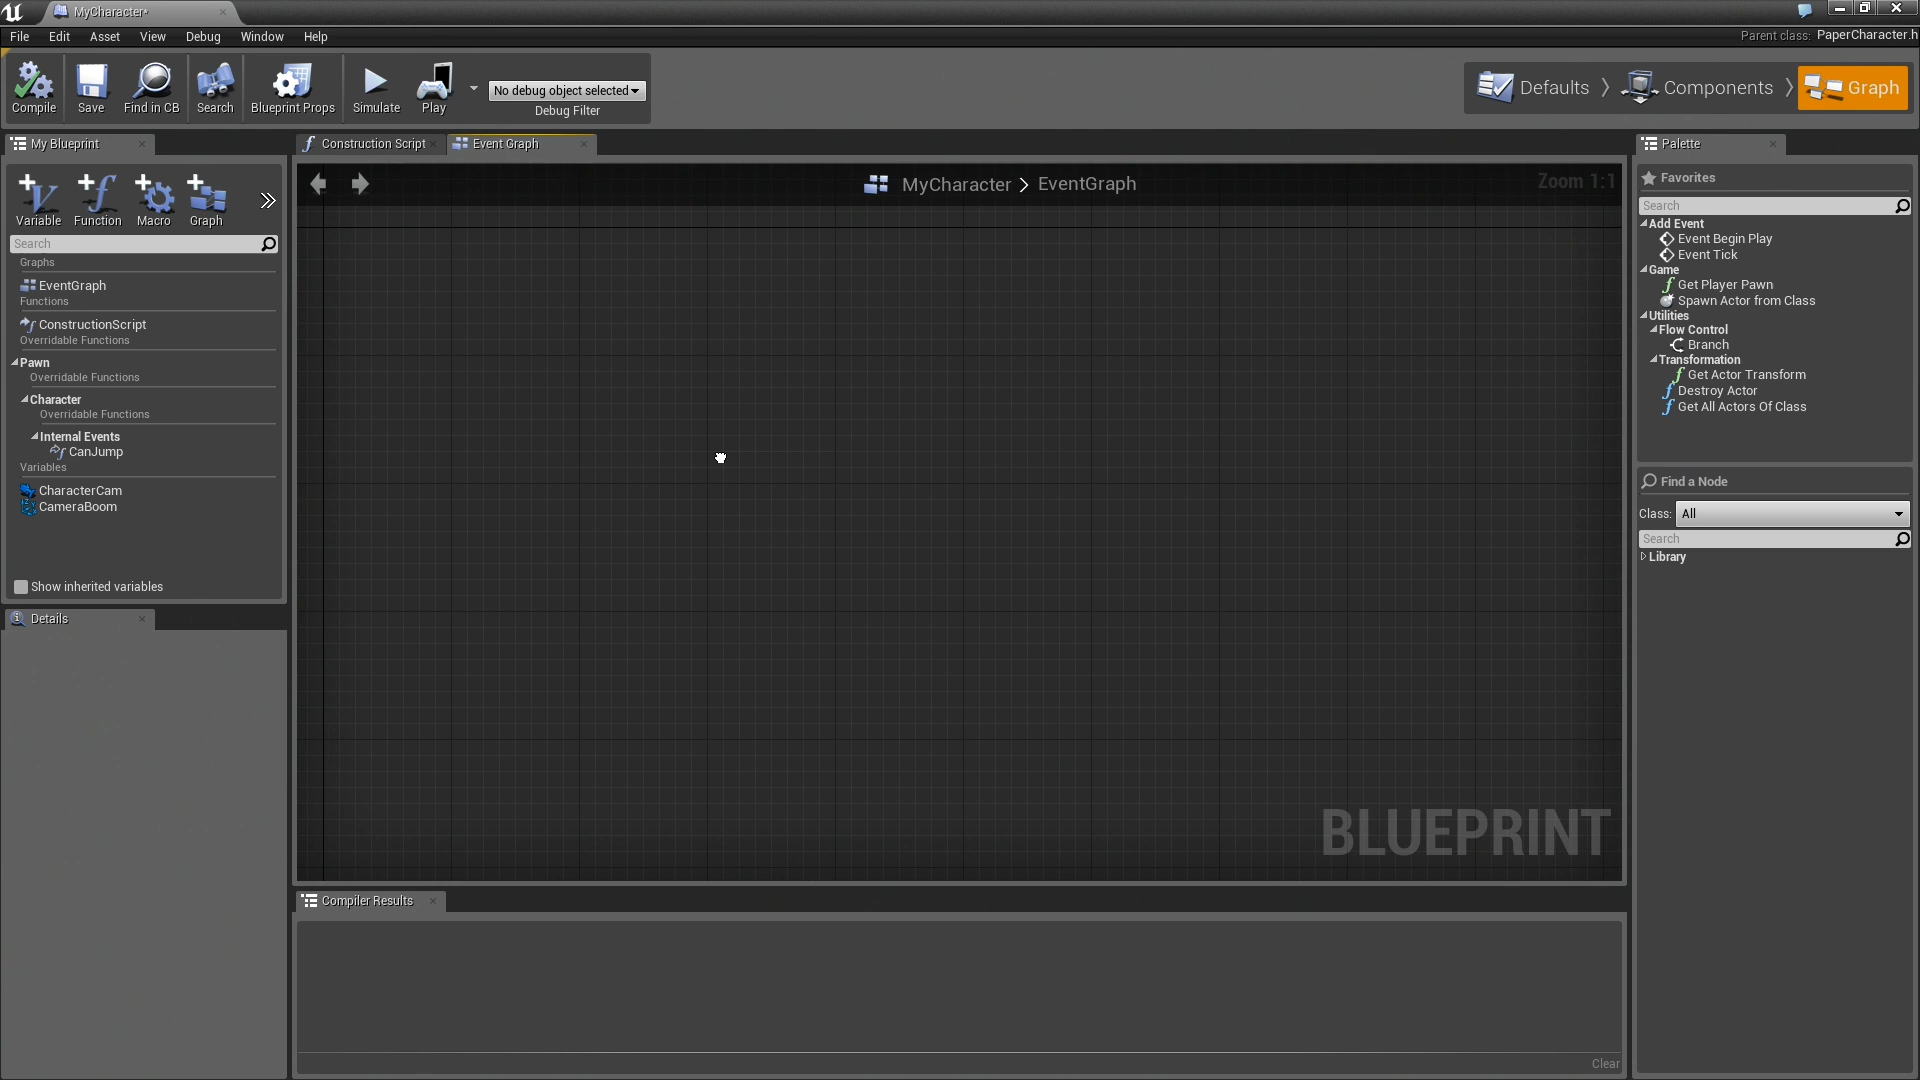 MyCharacter*
File Edit Asset View Debug Window Help
Parent class: PaperCharacter.h
Compile Save Find in CB Search Blueprint Props Simulate Play
No debug object selected
Debug Filter
Defaults Components Graph
My Blueprint
Construction Script
Event Graph
Palette
Variable Function Macro Graph
Search
Graphs
EventGraph
Functions
ConstructionScript
Overridable Functions
Pawn
Overridable Functions
Character
Overridable Functions
Internal Events
CanJump
Variables
CharacterCam
CameraBoom
Show inherited variables
Details
MyCharacter > EventGraph
Zoom 1:1
BLUEPRINT
Compiler Results
Clear
Favorites
Search
Add Event
Event Begin Play
Event Tick
Game
Get Player Pawn
Spawn Actor from Class
Utilities
Flow Control
Branch
Transformation
Get Actor Transform
Destroy Actor
Get All Actors Of Class
Find a Node
Class: All
Search
Library